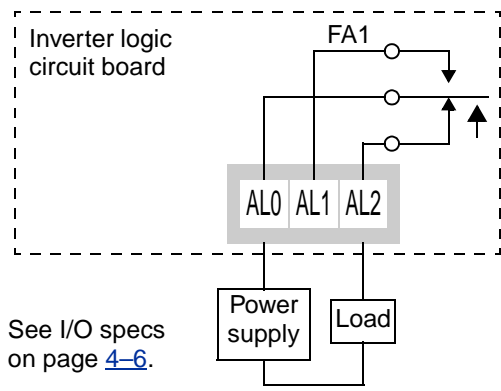 Inverter logic
circuit board
FA1
AL0 AL1 AL2
Power
supply
Load
See I/O specs
on page 4–6.